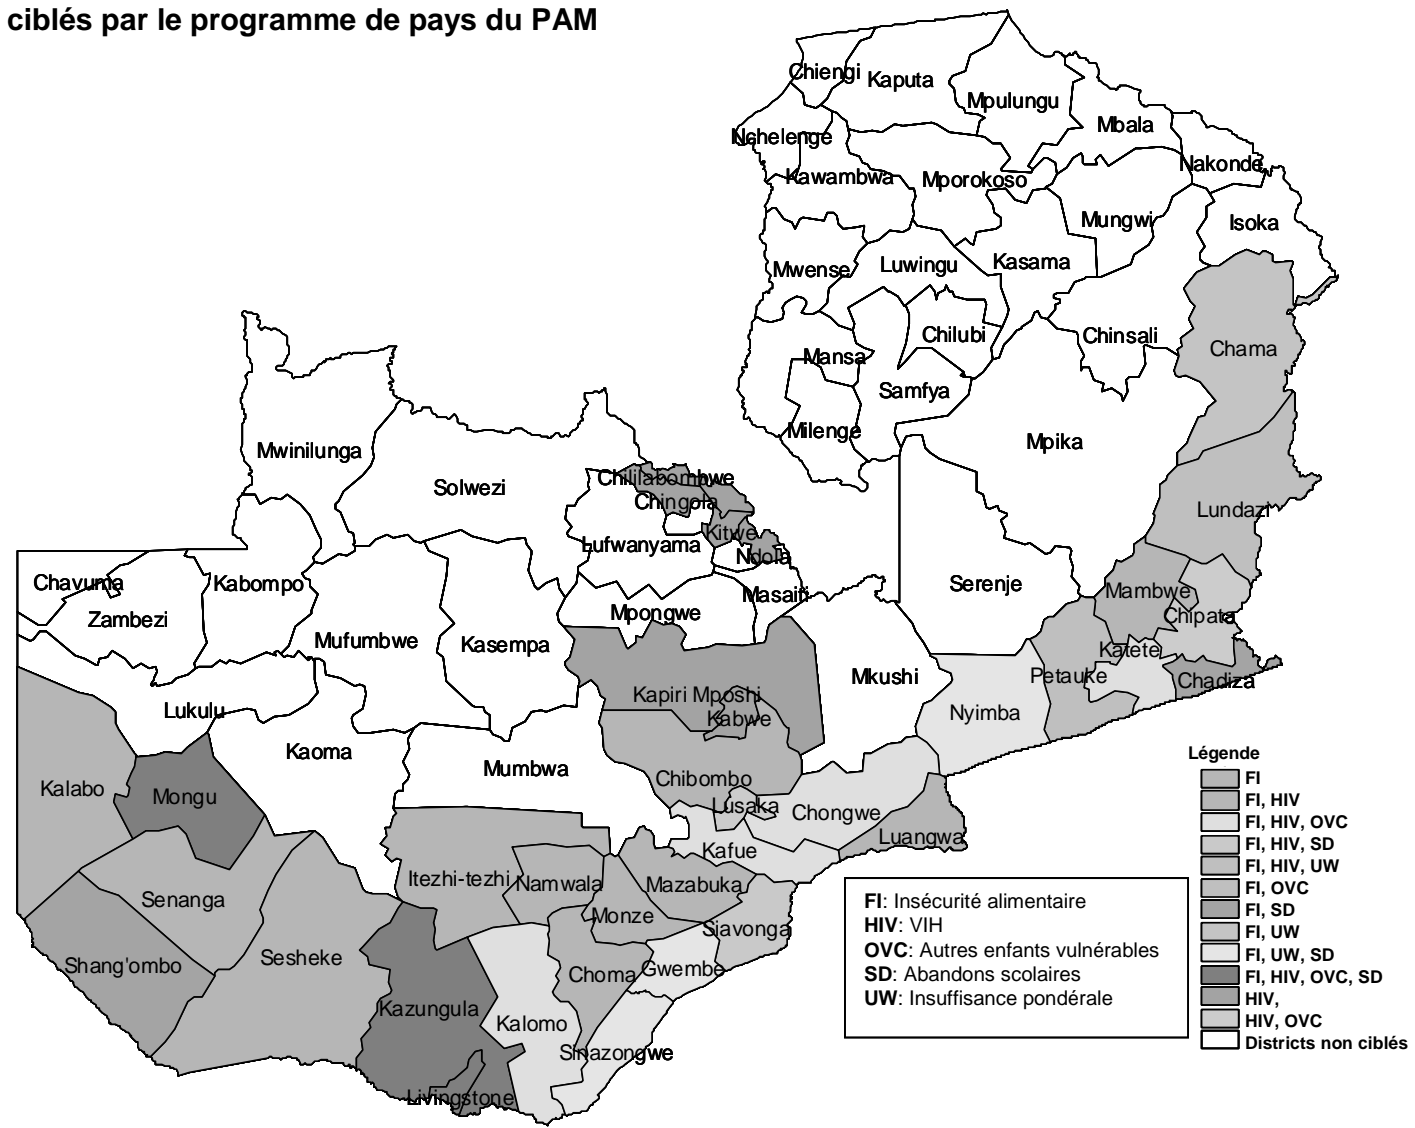 ciblés par le programme de pays du PAM
Chiengi
Kaputa
Mpulungu
Mbala
Nchelenge
Nakonde
Kawambwa
Mporokoso
Mungwi
Isoka
Mwense
Luwingu
Kasama
Chilubi
Chinsali
Chama
Mansa
Samfya
Milenge
Mpika
Mwinilunga
Solwezi
Chililabombwe
Chingola
Lundazi
Kitwe
Lufwanyama
Ndola
Chavuma
Kabompo
Serenje
Mambwe
Zambezi
Mpongwe
Masaiti
Chipata
Mufumbwe
Kasempa
Katete
Mkushi
Petauke
Chadiza
Kapiri Mposhi
Lukulu
Kabwe
Nyimba
Kaoma
Mumbwa
Chibombo
Kalabo
Mongu
Lusaka
Chongwe
Luangwa
Kafue
Itezhi-tezhi
Namwala
Mazabuka
Senanga
Monze
Siavonga
Shang'ombo
Sesheke
Choma
Gwembe
Kazungula
Kalomo
Sinazongwe
Livingstone
Légende
FI
FI, HIV
FI, HIV, OVC
FI, HIV, SD
FI, HIV, UW
FI, OVC
FI, SD
FI, UW
FI, UW, SD
FI, HIV, OVC, SD
HIV,
HIV, OVC
Districts non ciblés
FI: Insécurité alimentaire
HIV: VIH
OVC: Autres enfants vulnérables
SD: Abandons scolaires
UW: Insuffisance pondérale